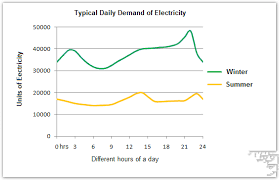 Typical Daily Demand of Electricity
Units of Electricity
50000
40000
30000
20000
10000
0
0 hrs 3 6 9 12 15 18 21 24
Different hours of a day
Winter
Summer